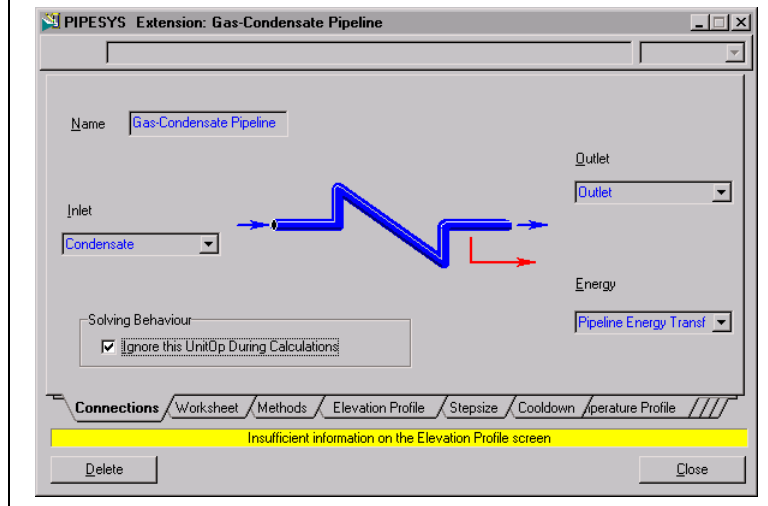 PIPESYS Extension: Gas-Condensate Pipeline
Name Gas-Condensate Pipeline
Outlet
Outlet
Inlet
Condensate
Energy
Pipeline Energy Transf
Solving Behaviour
Ignore this UnitOp During Calculations
Connections Worksheet Methods Elevation Profile Stepsize Cooldown perature Profile
Insufficient information on the Elevation Profile screen
Delete Close